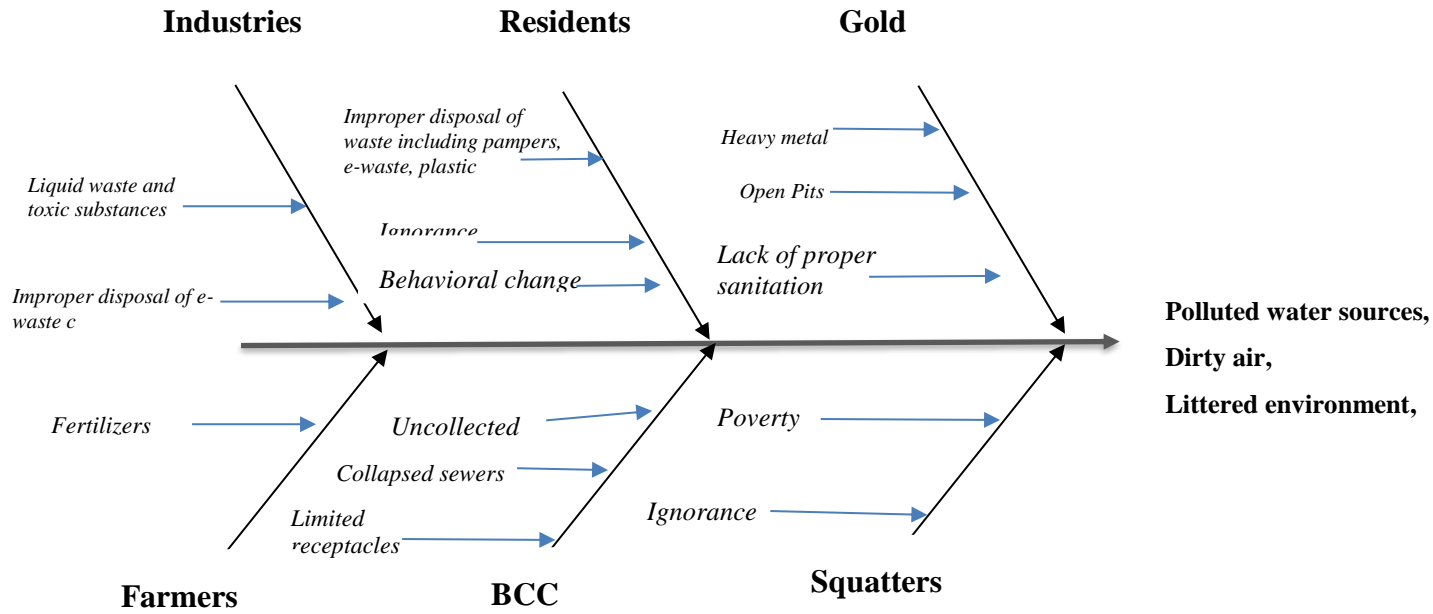 Industries
Residents
Gold
Improper disposal of
waste including pampers,
e-waste, plastic
Heavy metal
Liquid waste and
toxic substances
Open Pits
Ignorance
Behavioral change
Lack of proper
sanitation
Improper disposal of e-
waste c
Polluted water sources,
Dirty air,
Littered environment,
Fertilizers
Uncollected
Poverty
Collapsed sewers
Limited
receptacles
Ignorance
Farmers
BCC
Squatters